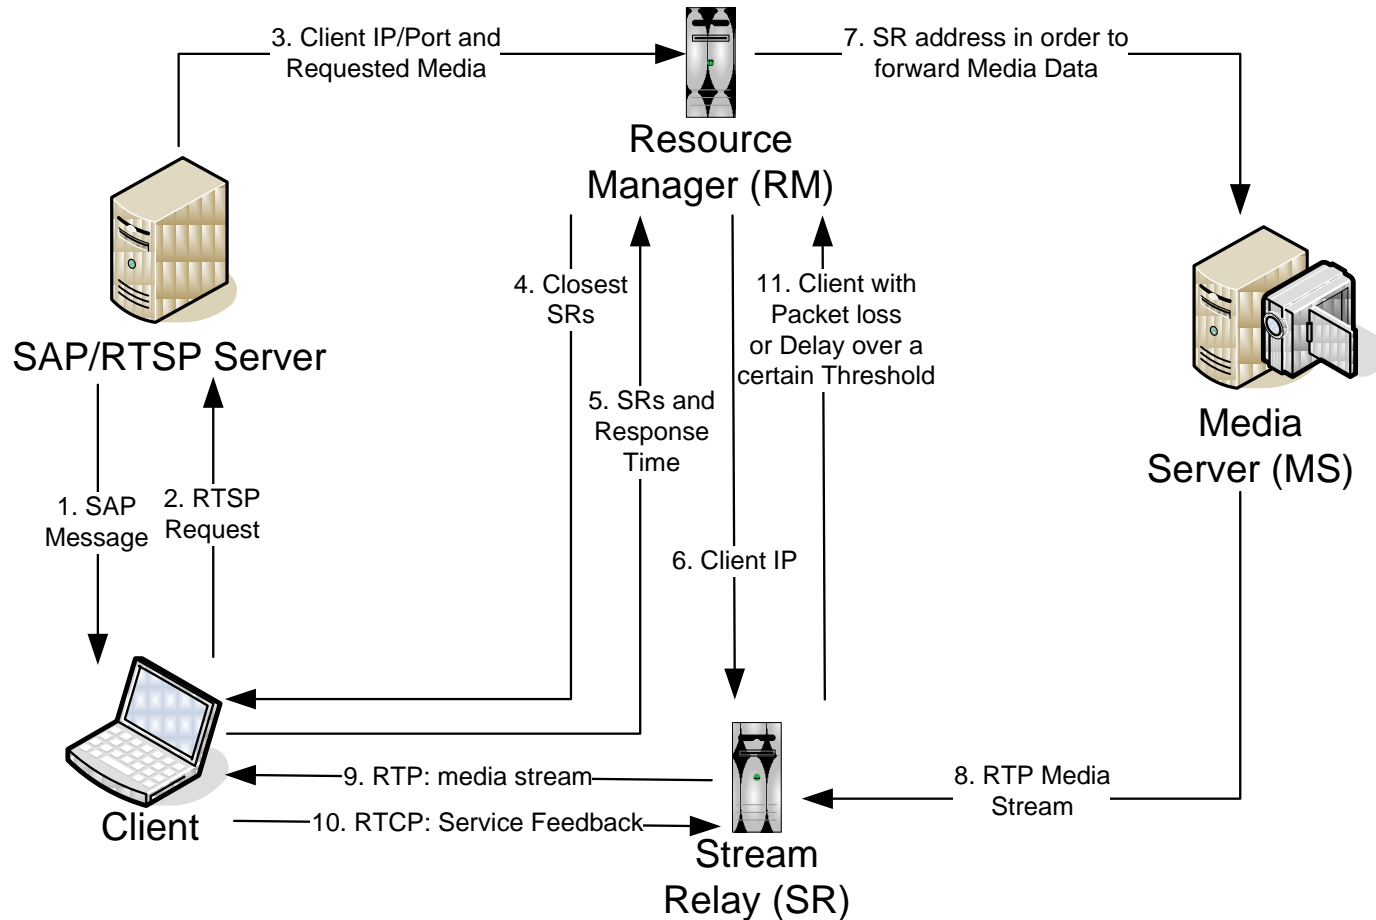 3. Client IP/Port and
Requested Media
7. SR address in order to
forward Media Data
Resource
Manager (RM)
SAP/RTSP Server
4. Closest
SRs
11. Client with
Packet loss
or Delay over a
certain Threshold
5. SRs and
Response
Time
Media
Server (MS)
1. SAP
Message
2. RTSP
Request
6. Client IP
9. RTP: media stream
8. RTP Media
Stream
Client
10. RTCP: Service Feedback
Stream
Relay (SR)